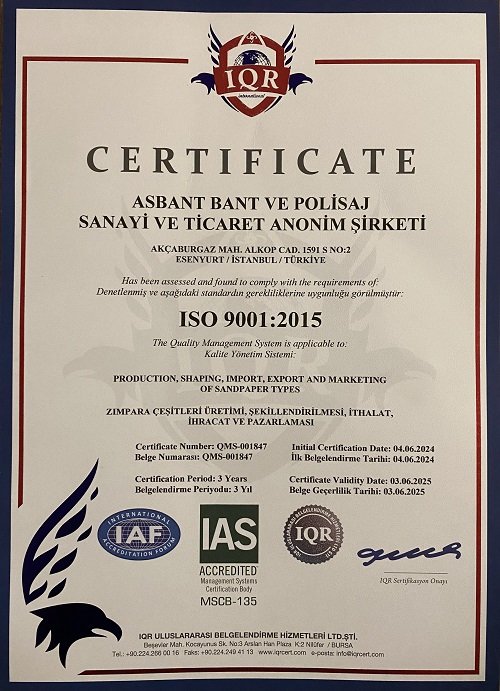 IQR
international
CERTIFICATE
ASBANT BANT VE POLİSAJ
SANAYİ VE TİCARET ANONİM ŞİRKETİ
AKÇABURGAZ MAH. ALKOP CAD. 1591 S NO:2
ESENYURT / İSTANBUL / TÜRKİYE
Has been assessed and found to comply with the requirements of:
Denetlenmiş ve aşağıdaki standardın gerekliliklerine uygunluğu görülmüştür:
ISO 9001:2015
The Quality Management System is applicable to:
Kalite Yönetim Sistemi:
PRODUCTION, SHAPING, IMPORT, EXPORT AND MARKETING
OF SANDPAPER TYPES
ZIMPARA ÇEŞİTLERİ ÜRETİMİ, ŞEKİLLENDİRİLMESİ, İTHALAT,
İHRACAT VE PAZARLAMASI
Certificate Number: QMS-001847 Initial Certification Date: 04.06.2024
Belge Numarası: QMS-001847 İlk Belgelendirme Tarihi: 04.06.2024
Certification Period: 3 Years Certificate Validity Date: 03.06.2025
Belgelendirme Periyodu: 3 Yıl Belge Geçerlilik Tarihi: 03.06.2025
INTERNATIONAL
IAF
ACCREDITATION FORUM
IAS
ACCREDITED
Management Systems
Certification Body
MSCB-135
IQR
IQR Sertifikasyon Onayı
IQR ULUSLARARASI BELGELENDİRME HİZMETLERİ LTD.ŞTİ.
Beşevler Mah. Kocayunus Sk. No:3 Arslan Han Plaza K:2 Nilüfer / BURSA
Tel.: +90.224.266 00 16 Faks: +90.224.249 41 13 www.iqrcert.com e-posta: info@iqrcert.com